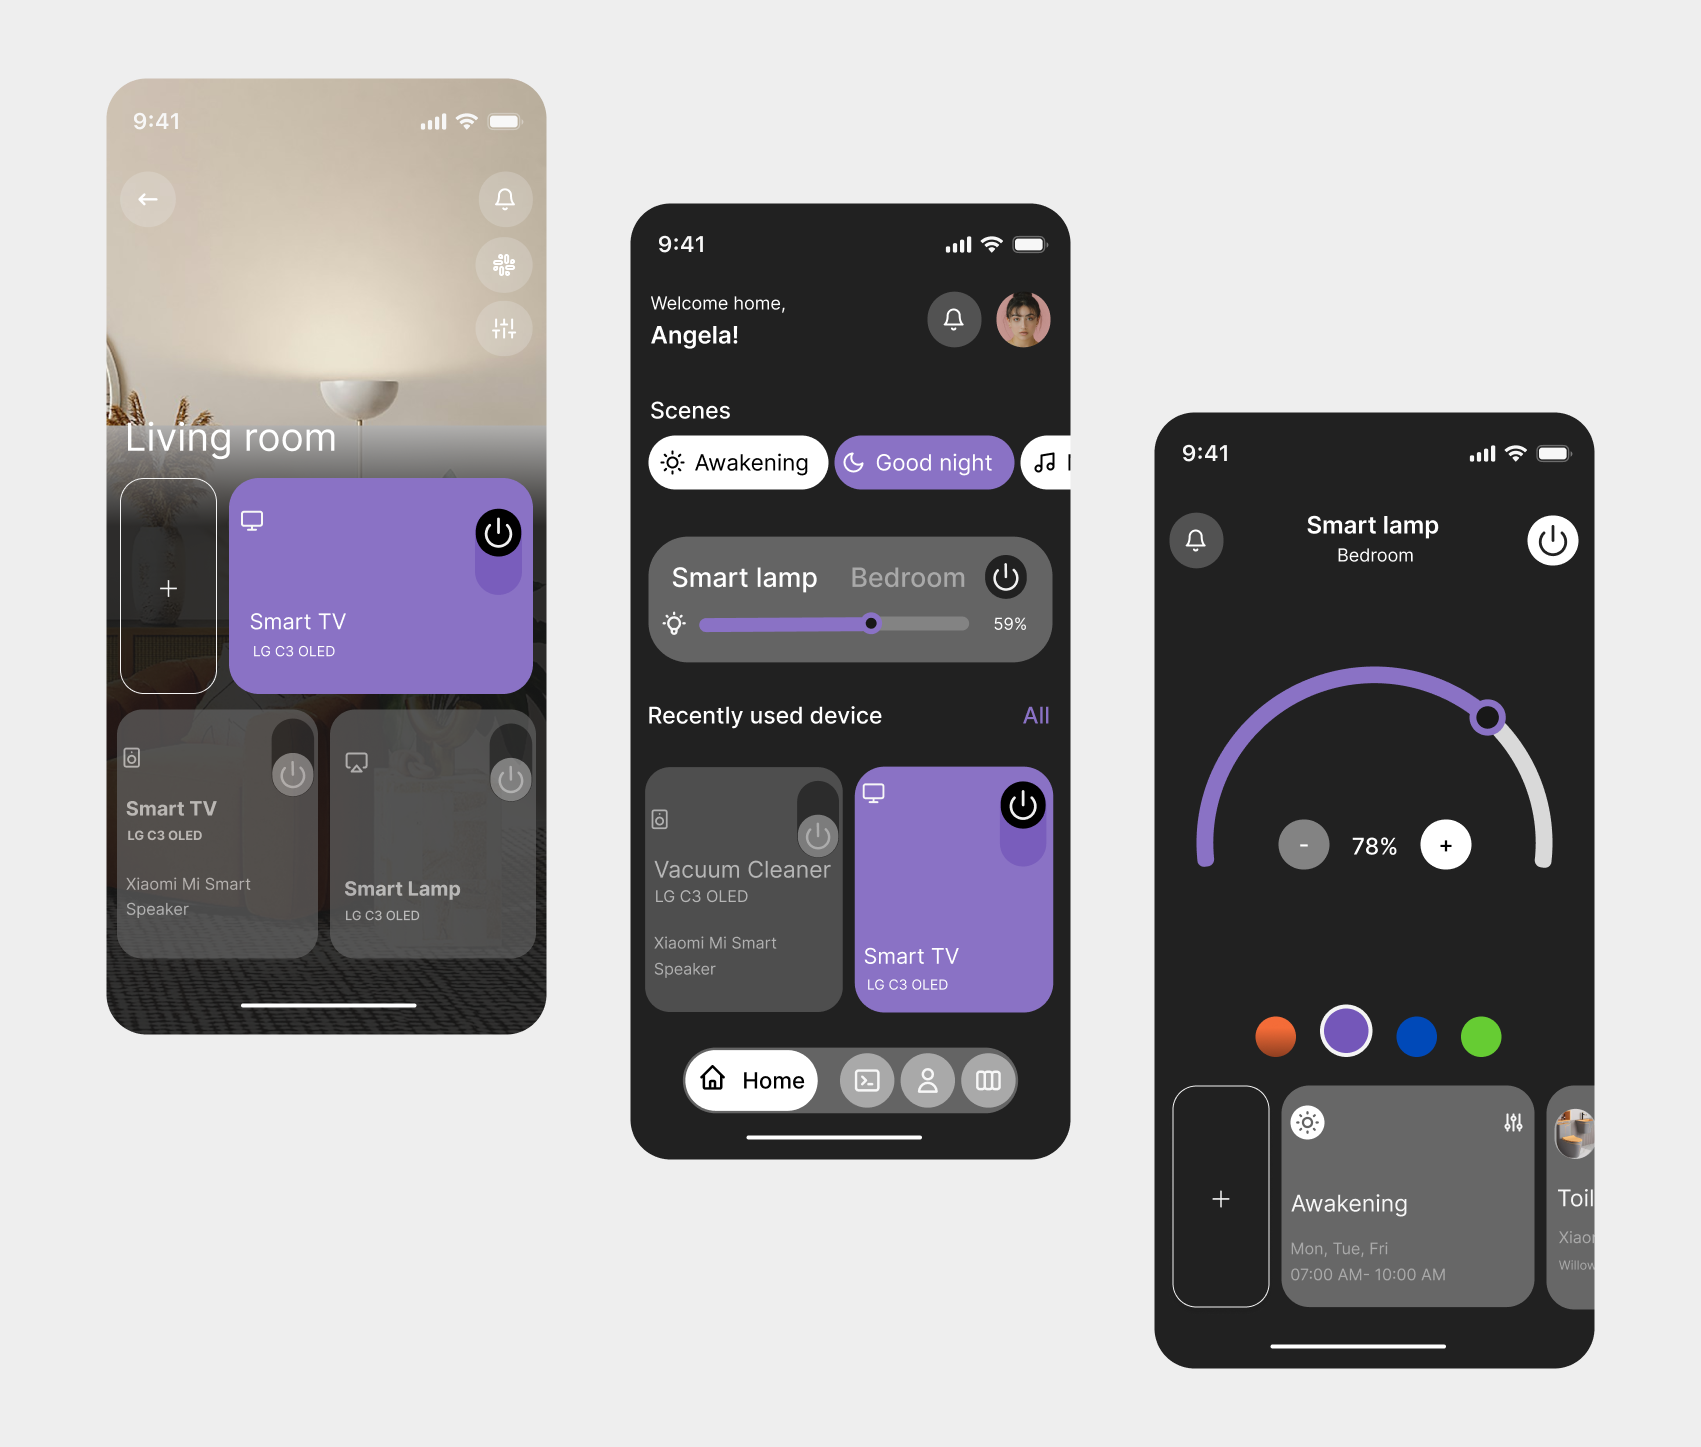 9:41
Living room
+
Smart TV
LG C3 OLED
Smart TV
LG C3 OLED
Xiaomi Mi Smart
Speaker
Smart Lamp
LG C3 OLED
9:41
Welcome home,
Angela!
Scenes
Awakening
Good night
Smart lamp Bedroom
59%
Recently used device
All
Vacuum Cleaner
LG C3 OLED
Xiaomi Mi Smart
Speaker
Smart TV
LG C3 OLED
Home
9:41
Smart lamp
Bedroom
- 78% +
+
Awakening
Mon, Tue, Fri
07:00 AM- 10:00 AM
Toil
Xiaor
Willow